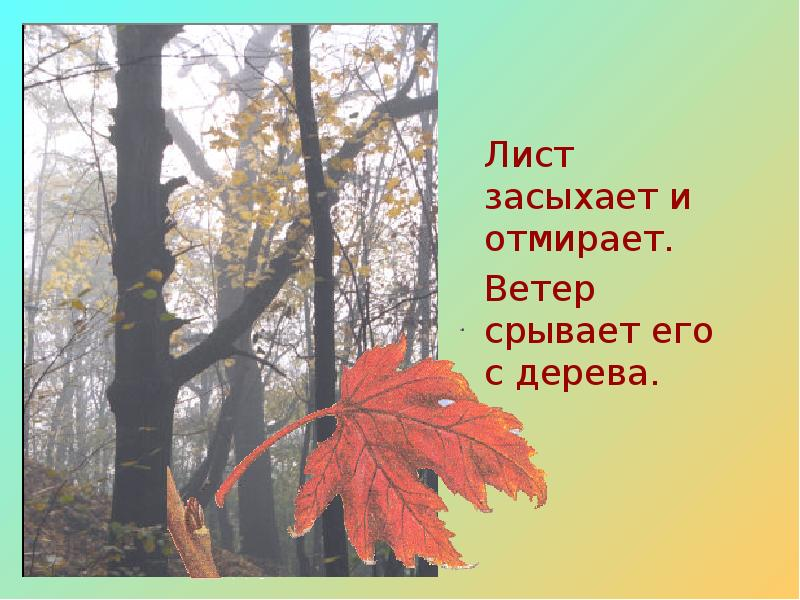 Лист
засыхает и
отмирает.
Ветер
срывает его
с дерева.